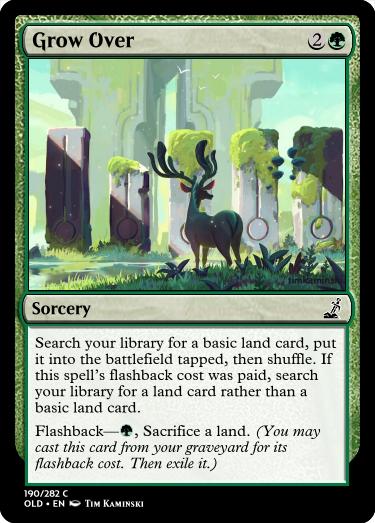 Grow Over 2
timkaminski
Sorcery
Search your library for a basic land card, put
it into the battlefield tapped, then shuffle. If
this spell's flashback cost was paid, search
your library for a land card rather than a
basic land card.
Flashback—, Sacrifice a land. (You may
cast this card from your graveyard for its
flashback cost. Then exile it.)
190/282 C
OLD • EN Tim Kaminski